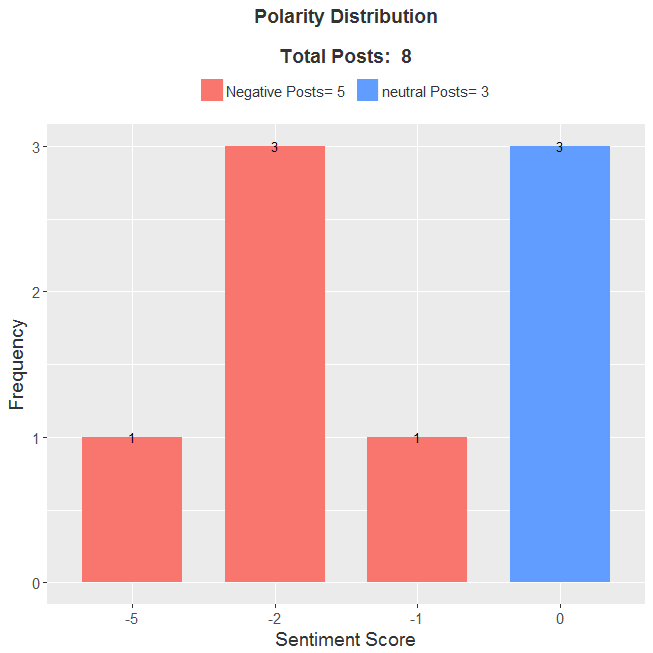 Polarity Distribution
Total Posts:  8
Negative Posts= 5 neutral Posts= 3
3 3 3
2
1 1 1
0
-5 -2 -1 0
Frequency
Sentiment Score